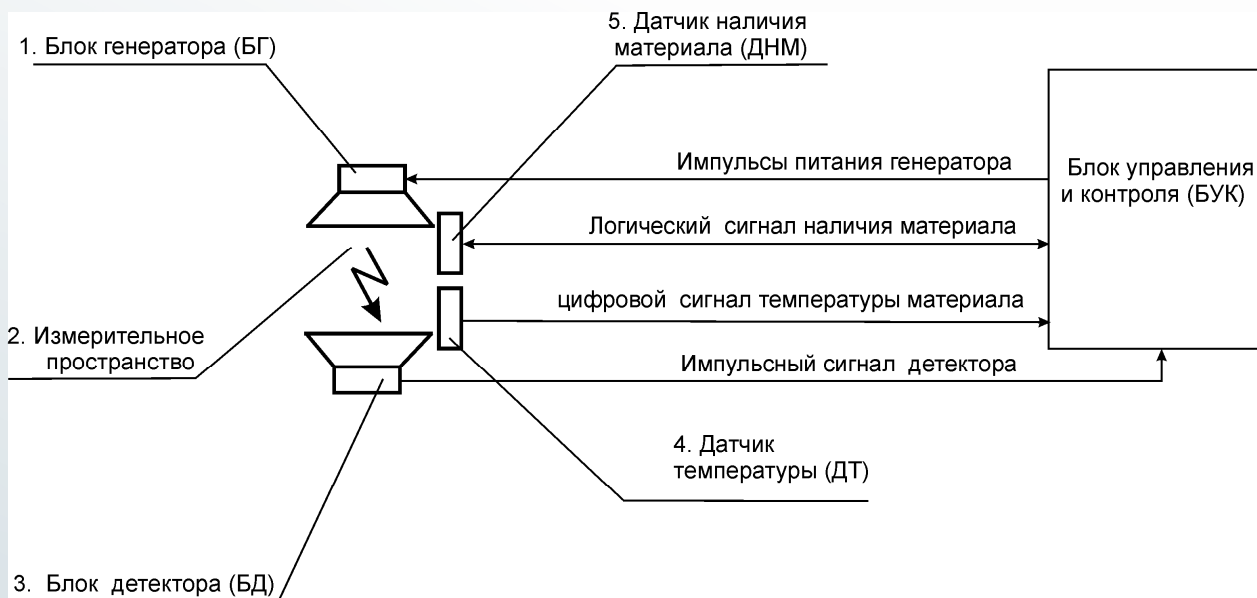 1. Блок генератора (БГ)
5. Датчик наличия
материала (ДНМ)
Импульсы питания генератора
Блок управления
и контроля (БУК)
Логический сигнал наличия материала
цифровой сигнал температуры материала
2. Измерительное
пространство
Импульсный сигнал детектора
4. Датчик
температуры (ДТ)
3. Блок детектора (БД)